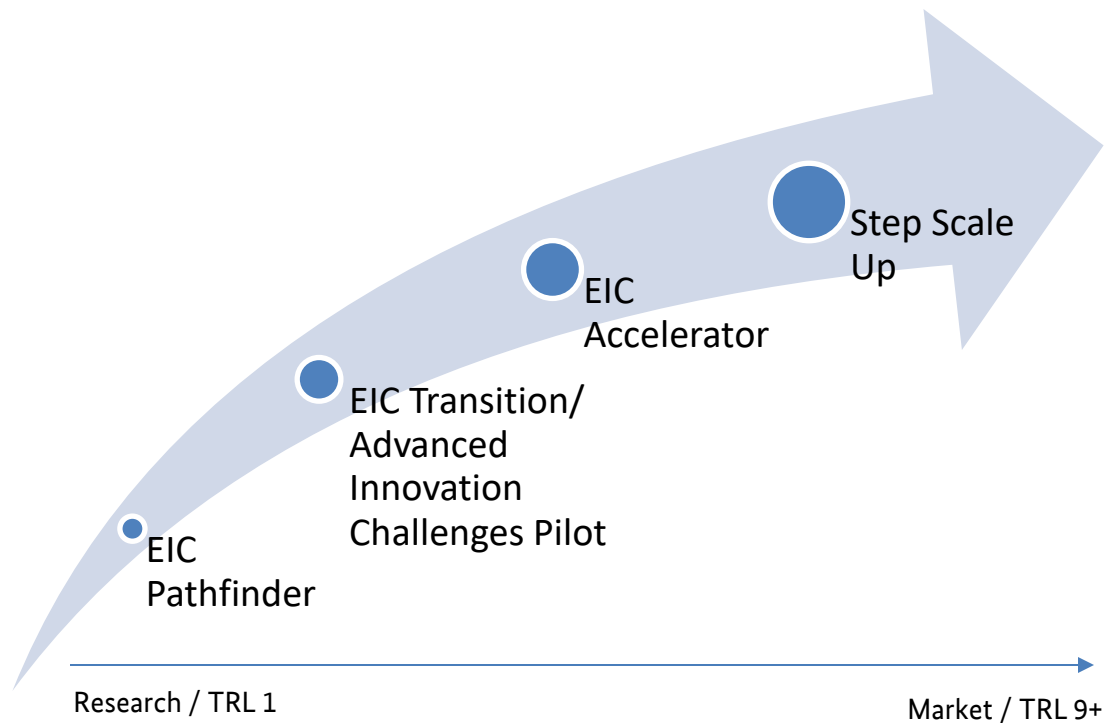 Step Scale
Up
EIC
Accelerator
EIC Transition/
Advanced
Innovation
Challenges Pilot
EIC
Pathfinder
Research / TRL 1
Market / TRL 9+